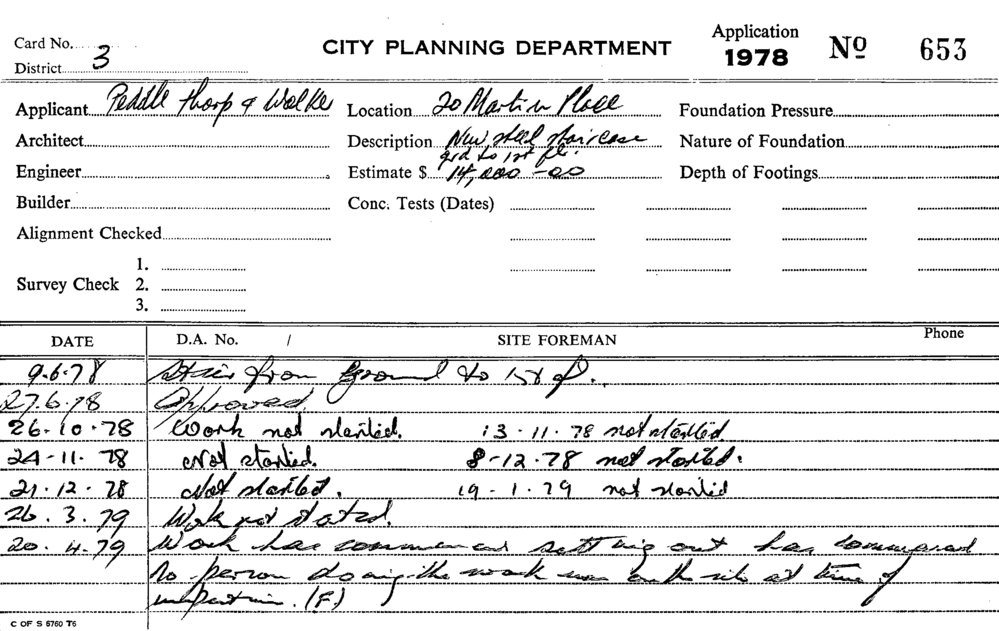 Card No. 3
District
CITY PLANNING DEPARTMENT
Application
1978
Nº 653
Applicant Peddle Thorp & Walker
Location 20 Martin Place
Foundation Pressure
Architect
Description New steel staircase
Nature of Foundation
grd to 1st fl.
Engineer
Estimate $ 14,000-00
Depth of Footings
Builder
Conc. Tests (Dates)
Alignment Checked
1.
Survey Check 2.
3.
DATE D.A. No. / SITE FOREMAN Phone
9.6.78 Stair from Ground to 1st fl..
27.6.78 Approved
26.10.78 Work not started. 13-11.78 not started
24-11.78 Not started. 8-12.78 not started.
21.12.78 Not started. 19-1.79 not started
26.3.79 Work not started.
20.4.79 Work has commenced setting out has commenced
No person doing the work was on the site at time of
inspection. (F)
C OF S 5760 T6